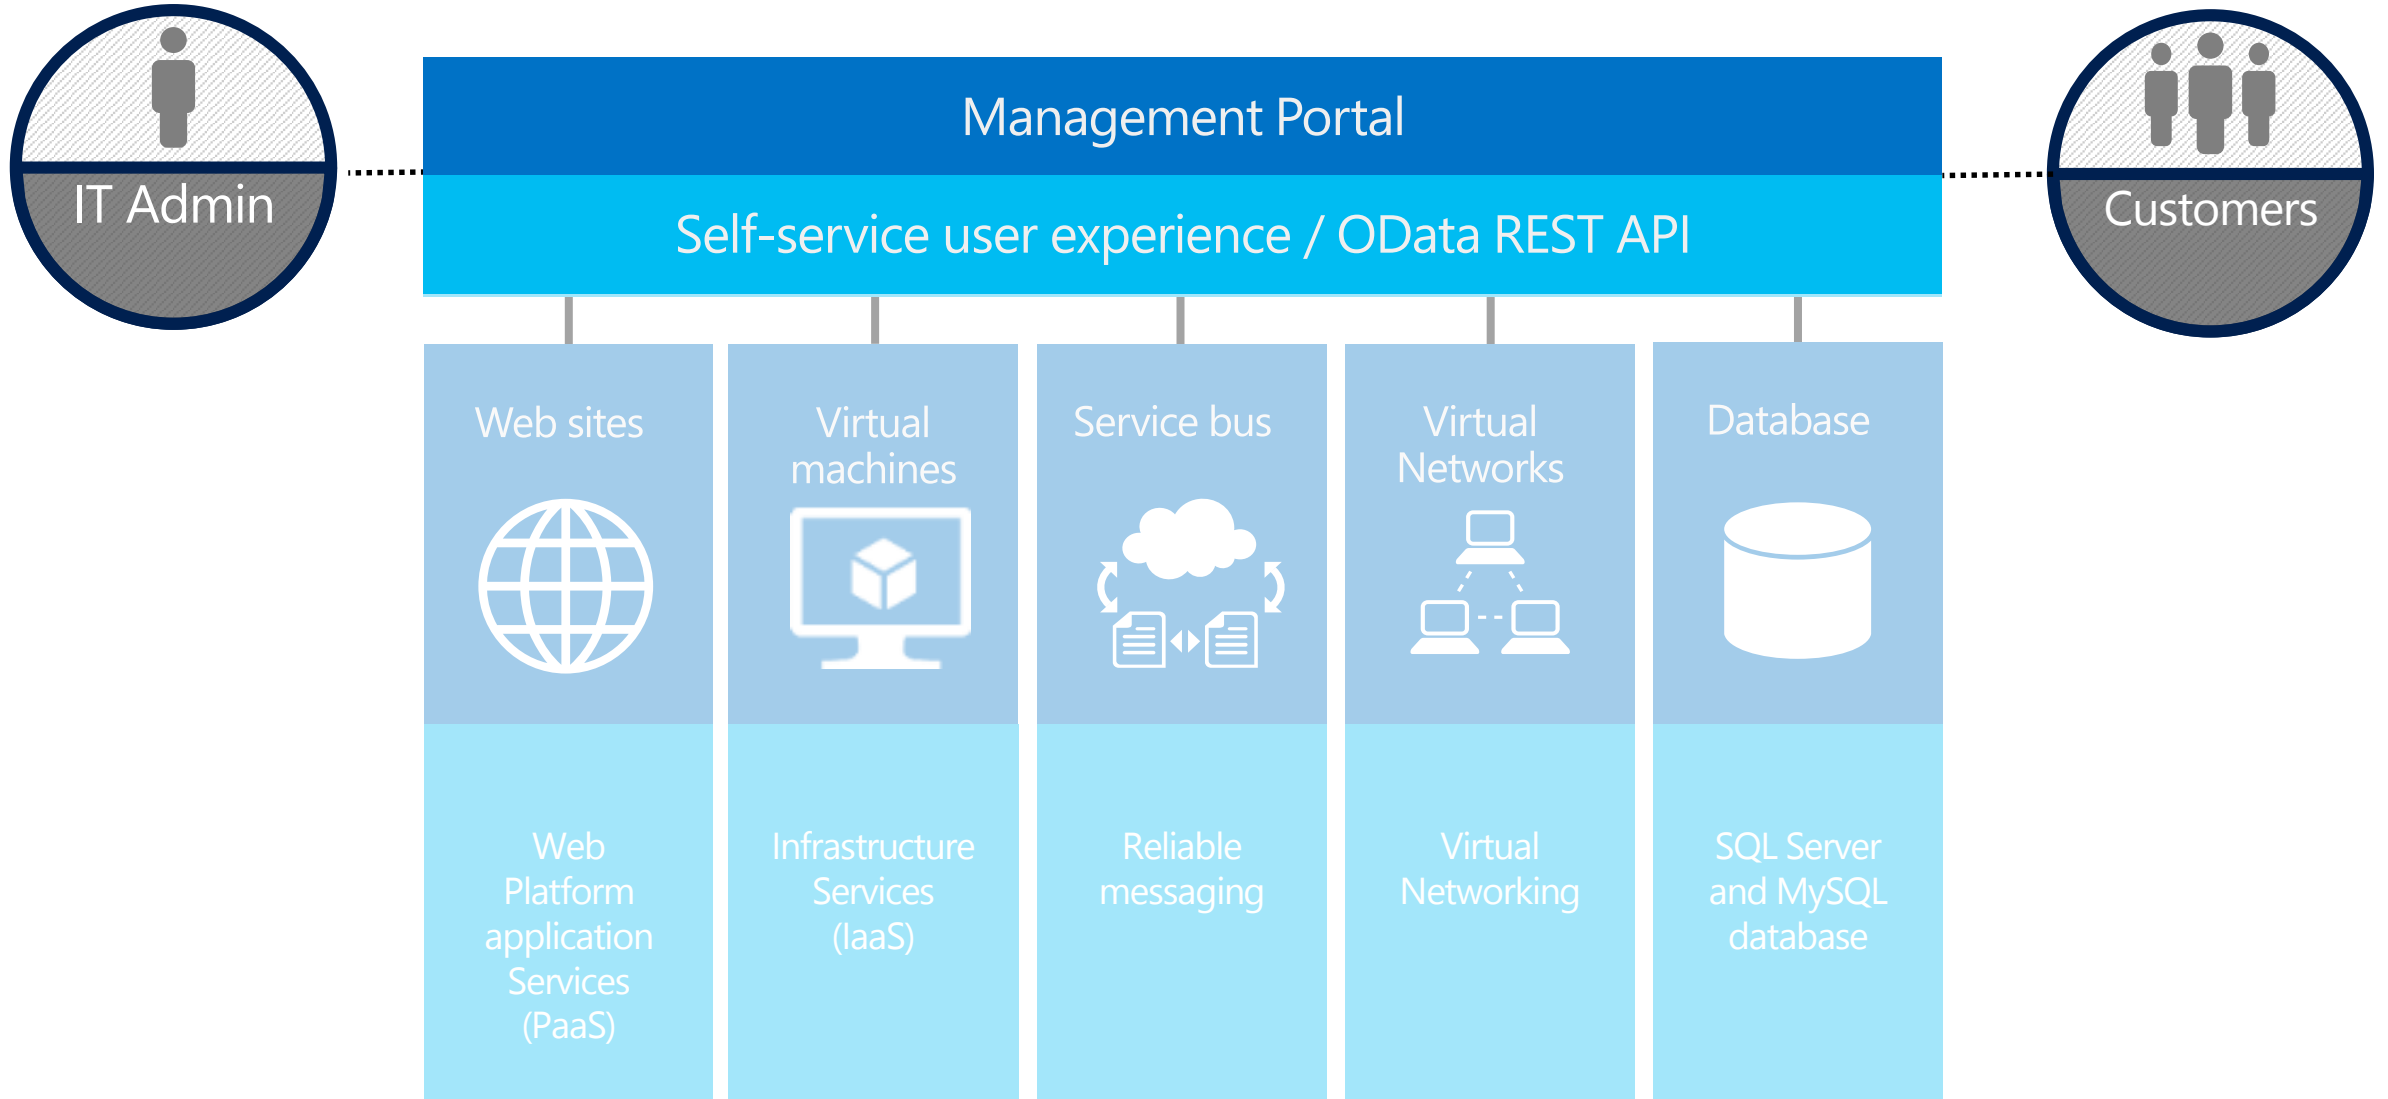 IT Admin
Management Portal
Self-service user experience / OData REST API
Customers
Web sites
Virtual
machines
Service bus
Virtual
Networks
Database
Web
Platform
application
Services
(PaaS)
Infrastructure
Services
(IaaS)
Reliable
messaging
Virtual
Networking
SQL Server
and MySQL
database